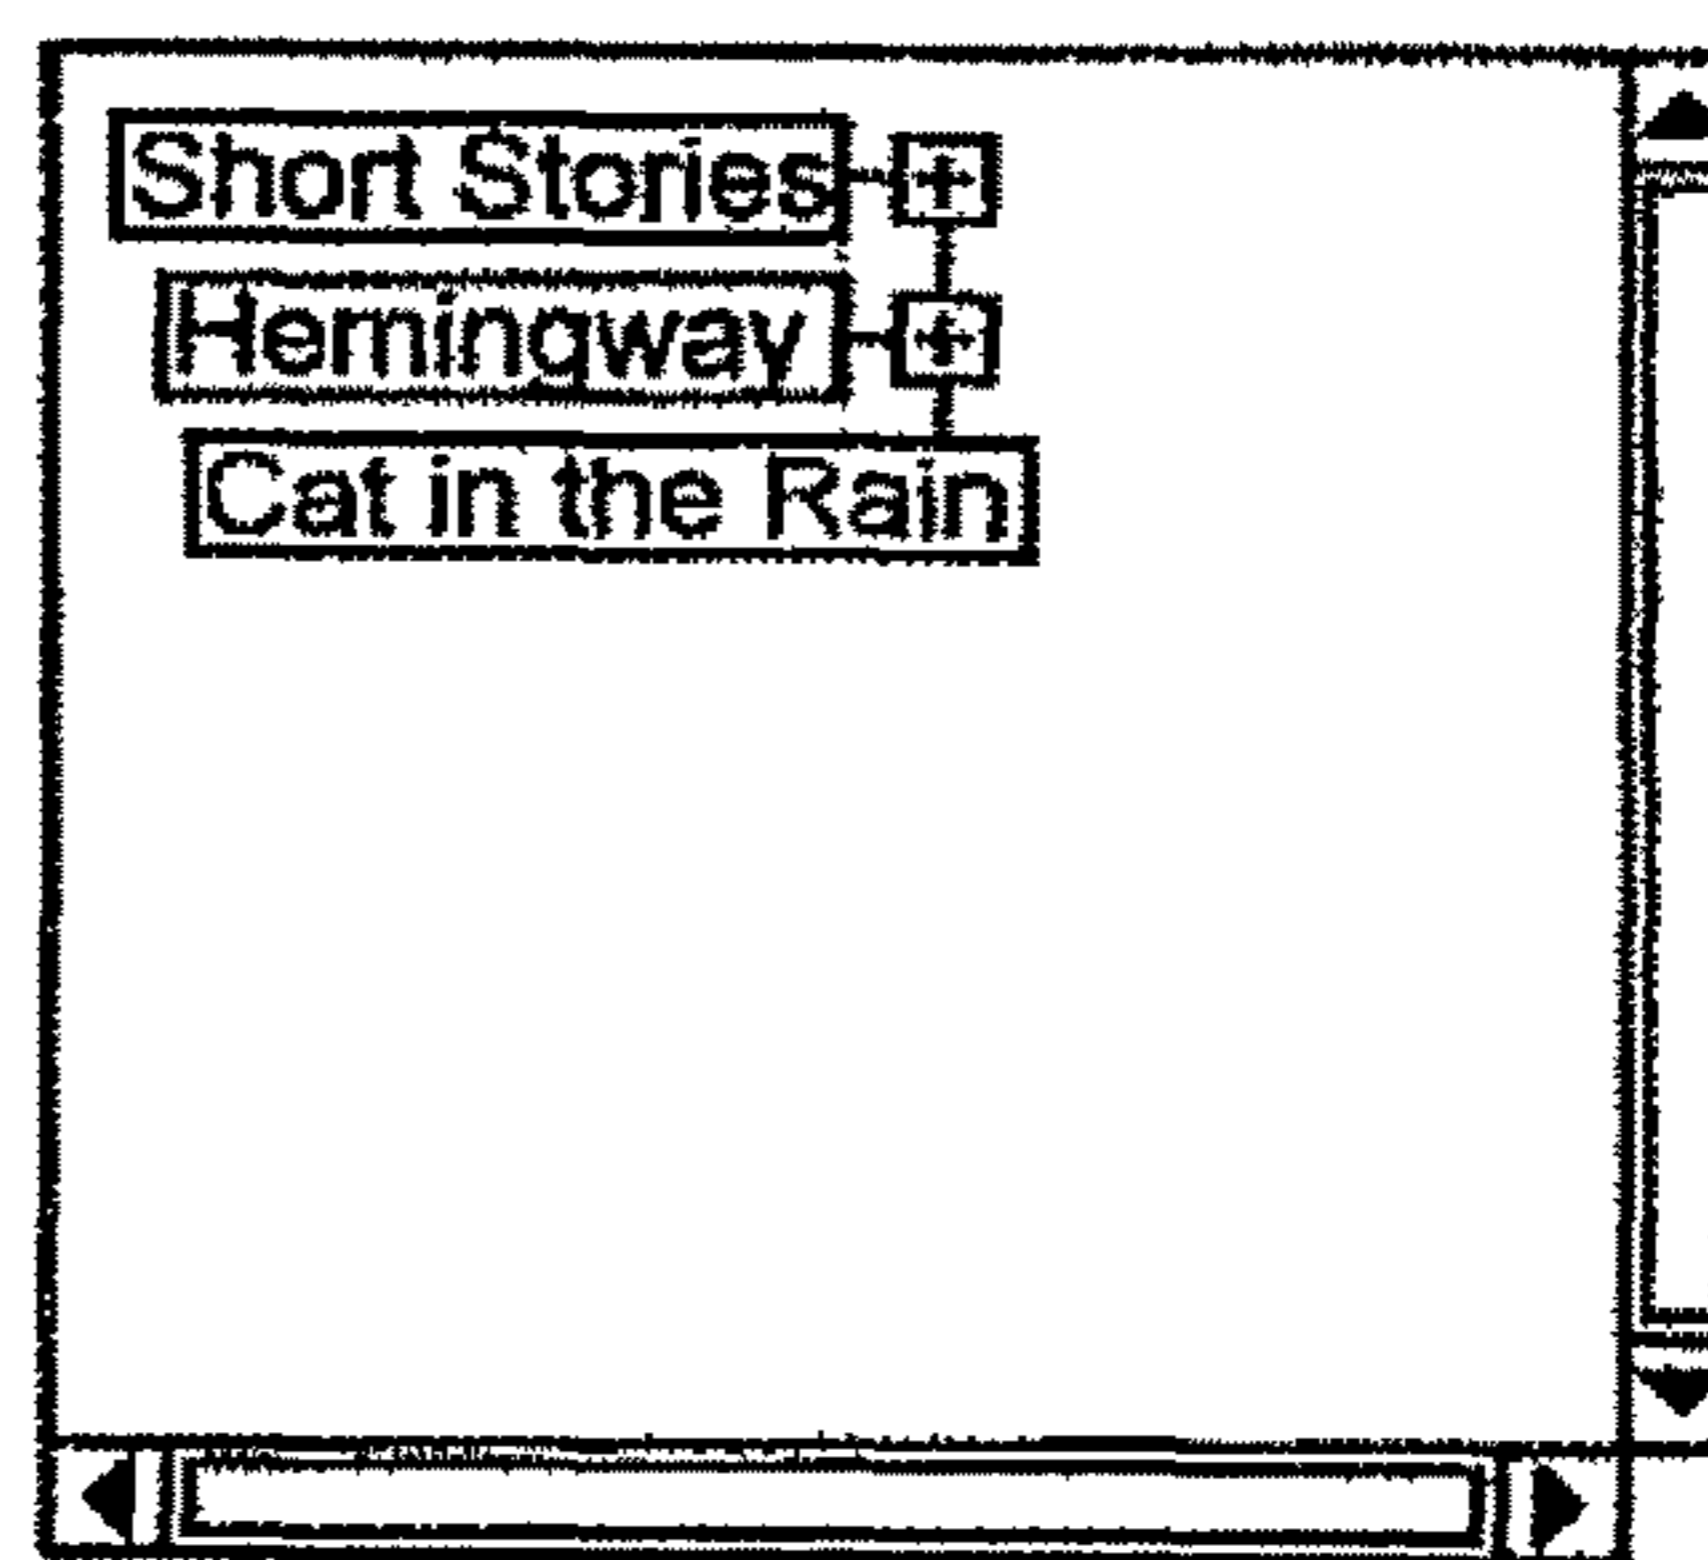 Short Stories +
Hemingway +
Cat in the Rain